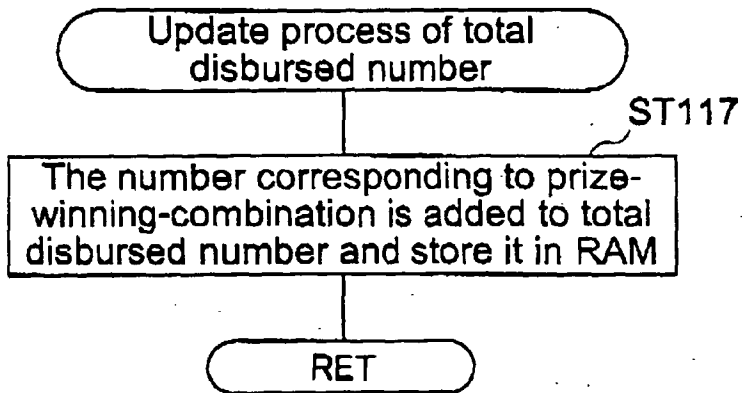 Update process of total
disbursed number
ST117
The number corresponding to prize-
winning-combination is added to total
disbursed number and store it in RAM
RET